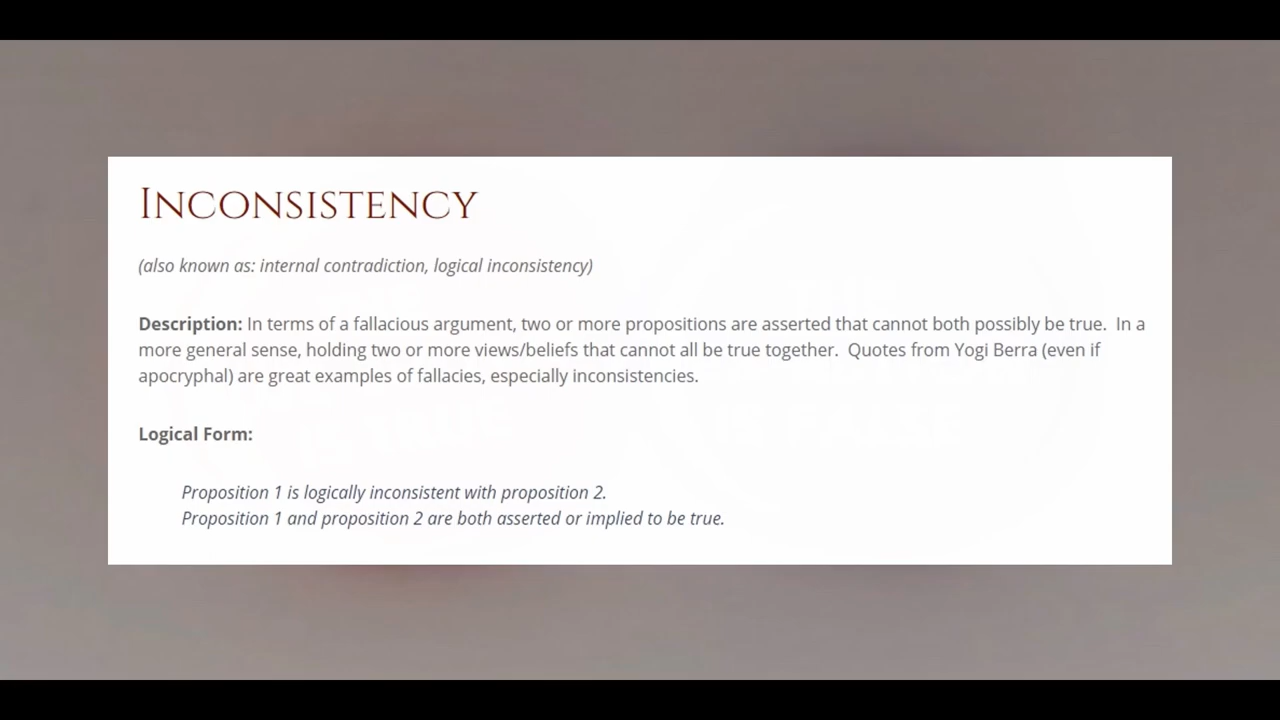 INCONSISTENCY
(also known as: internal contradiction, logical inconsistency)
Description: In terms of a fallacious argument, two or more propositions are asserted that cannot both possibly be true.  In a
more general sense, holding two or more views/beliefs that cannot all be true together.  Quotes from Yogi Berra (even if
apocryphal) are great examples of fallacies, especially inconsistencies.
Logical Form:
Proposition 1 is logically inconsistent with proposition 2.
Proposition 1 and proposition 2 are both asserted or implied to be true.